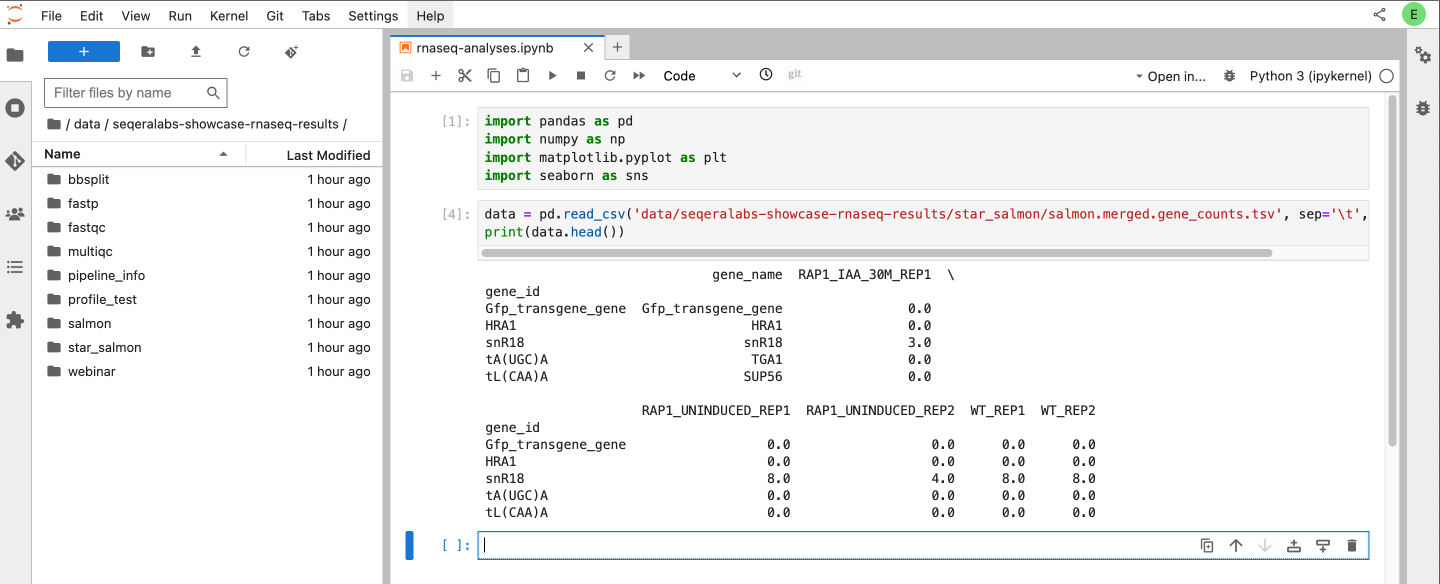 File Edit View Run Kernel Git Tabs Settings Help
E
+
Filter files by name
/ data / seqeralabs-showcase-rnaseq-results /
Name Last Modified
bbsplit 1 hour ago
fastp 1 hour ago
fastqc 1 hour ago
multiqc 1 hour ago
pipeline_info 1 hour ago
profile_test 1 hour ago
salmon 1 hour ago
star_salmon 1 hour ago
webinar 1 hour ago
rnaseq-analyses.ipynb
Code git Open in... Python 3 (ipykernel)
[1]: import pandas as pd
import numpy as np
import matplotlib.pyplot as plt
import seaborn as sns
[4]: data = pd.read_csv('data/seqeralabs-showcase-rnaseq-results/star_salmon/salmon.merged.gene_counts.tsv', sep='\t',
print(data.head())
gene_name RAP1_IAA_30M_REP1 \
gene_id
Gfp_transgene_gene Gfp_transgene_gene 0.0
HRA1 HRA1 0.0
snR18 snR18 3.0
tA(UGC)A TGA1 0.0
tL(CAA)A SUP56 0.0
RAP1_UNINDUCED_REP1 RAP1_UNINDUCED_REP2 WT_REP1 WT_REP2
gene_id
Gfp_transgene_gene 0.0 0.0 0.0 0.0
HRA1 0.0 0.0 0.0 0.0
snR18 8.0 4.0 8.0 8.0
tA(UGC)A 0.0 0.0 0.0 0.0
tL(CAA)A 0.0 0.0 0.0 0.0
[ ]: